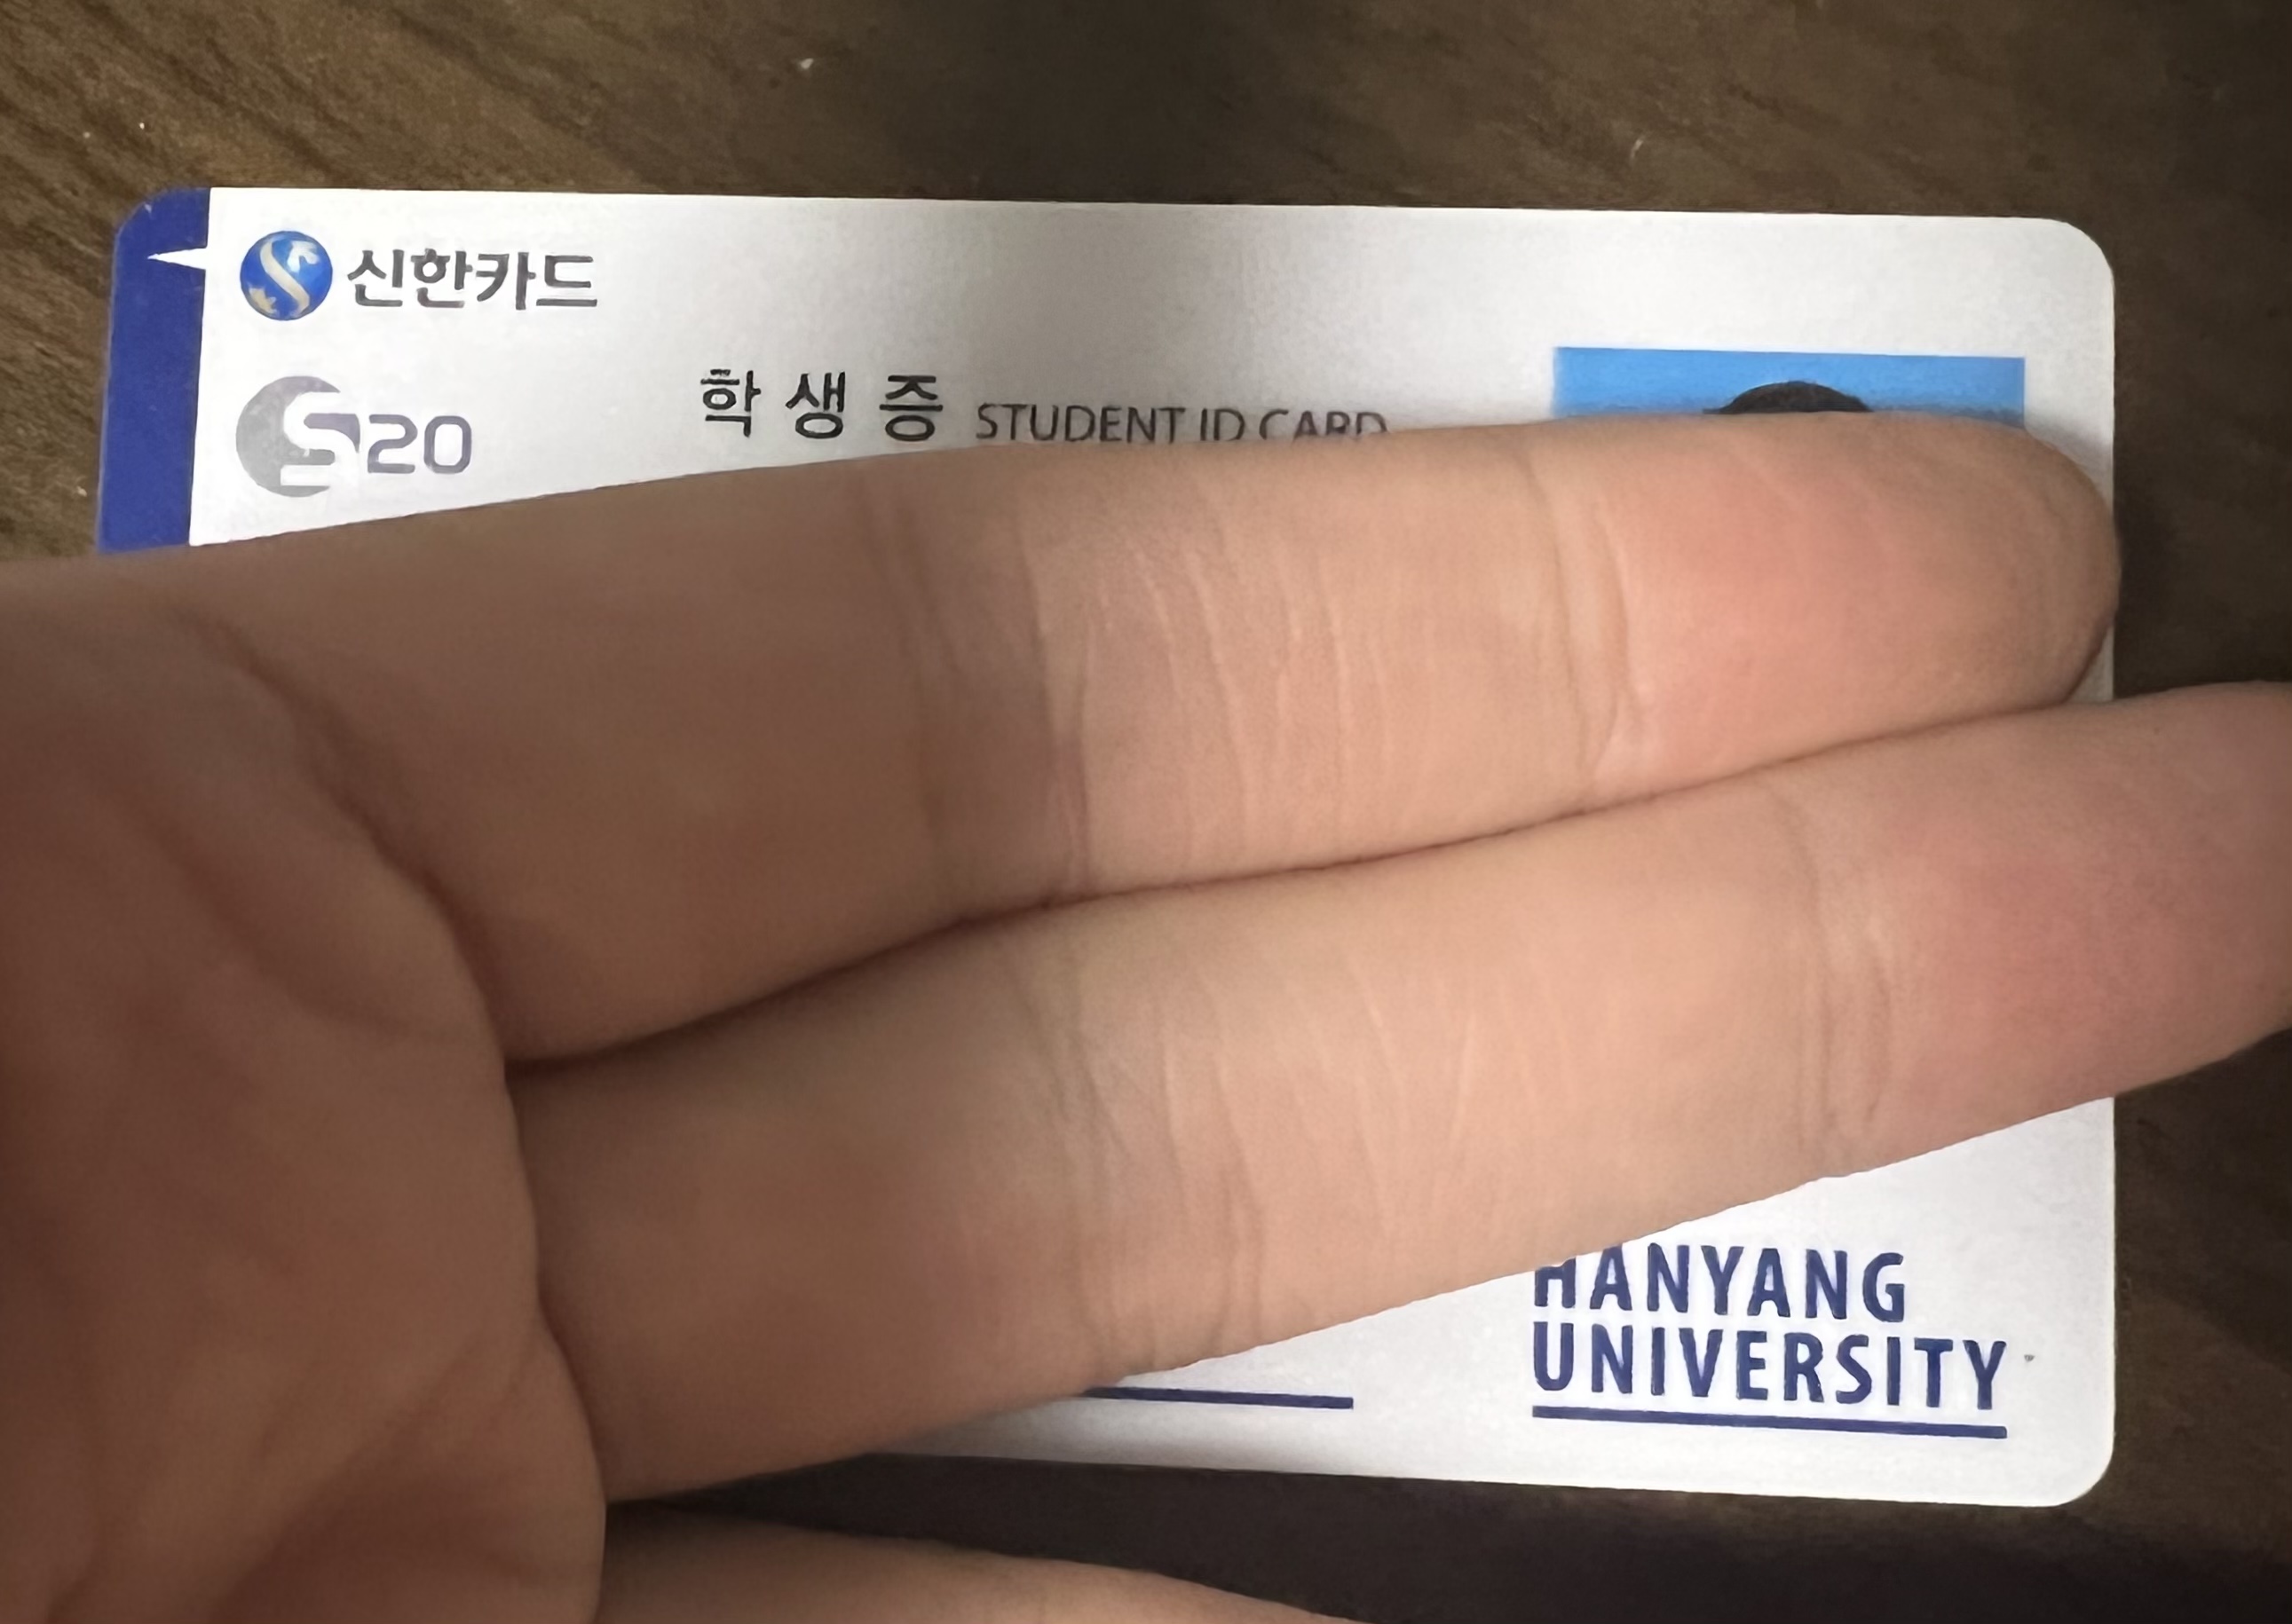 신한카드
S20
학 생 증 STUDENT ID CARD
HANYANG
UNIVERSITY